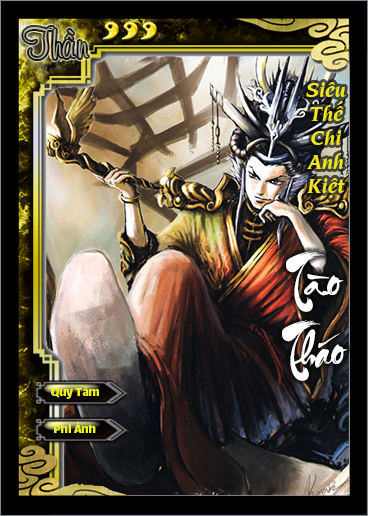 Thần
Siêu
Thế
Chi
Anh
Kiệt
Tào
Tháo
Quy Tâm
Phi Ảnh